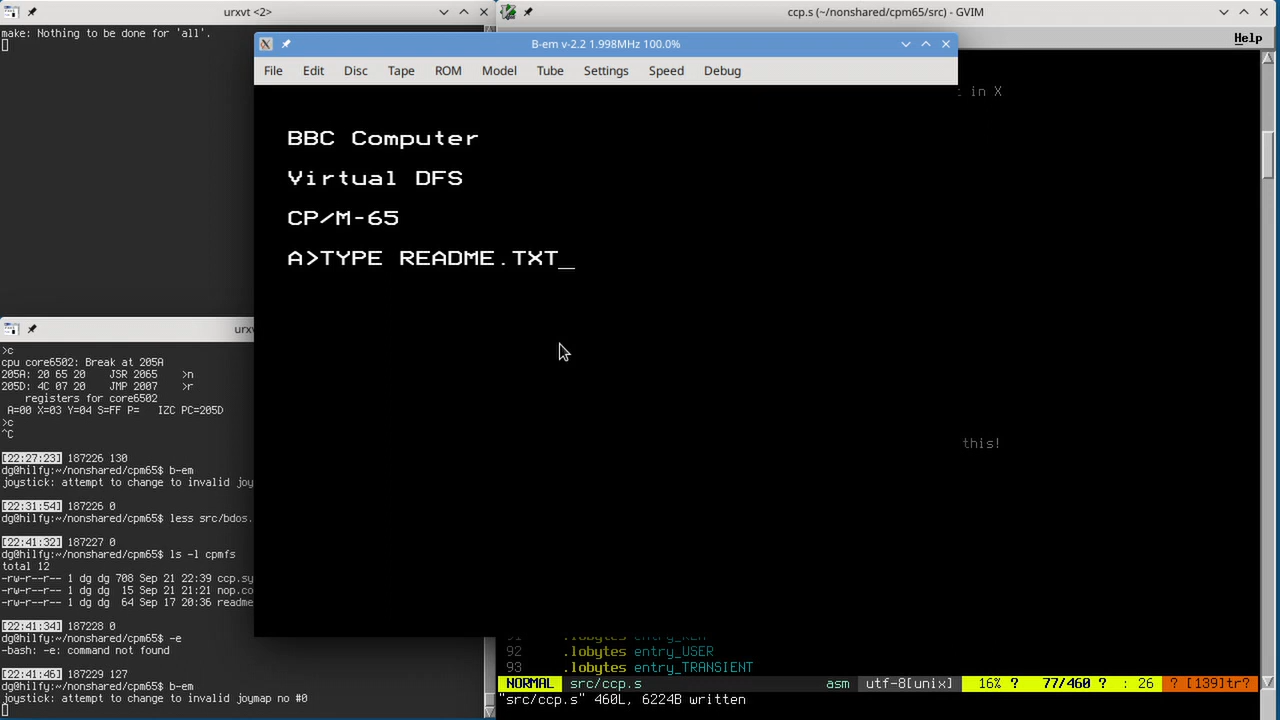 urxvt <2>
make: Nothing to be done for 'all'.
ccp.s (~/nonshared/cpm65/src) - GVIM
Help
B-em v-2.2 1.998MHz 100.0%
File Edit Disc Tape ROM Model Tube Settings Speed Debug
BBC Computer
Virtual DFS
CP/M-65
A>TYPE README.TXT_
in X
this!
>c
cpu core6502: Break at 205A
205A: 20 65 20 JSR 2065 >n
205D: 4C 07 20 JMP 2007 >r
registers for core6502
A=00 X=03 Y=04 S=FF P= IZC PC=205D
>c
^C
[22:27:23] 187226 130
dg@hilfy:~/nonshared/cpm65$ b-em
joystick: attempt to change to invalid joy
[22:31:54] 187226 0
dg@hilfy:~/nonshared/cpm65$ less src/bdos.
[22:41:32] 187227 0
dg@hilfy:~/nonshared/cpm65$ ls -l cpmfs
total 12
-rw-r--r-- 1 dg dg 708 Sep 21 22:39 ccp.sy
-rw-r--r-- 1 dg dg 15 Sep 21 21:21 nop.co
-rw-r--r-- 1 dg dg 64 Sep 17 20:36 readme
[22:41:34] 187228 0
dg@hilfy:~/nonshared/cpm65$ -e
-bash: -e: command not found
[22:41:46] 187229 127
dg@hilfy:~/nonshared/cpm65$ b-em
joystick: attempt to change to invalid joymap no #0
92 .lobytes entry_USER
93 .lobytes entry_TRANSIENT
NORMAL src/ccp.s asm utf-8[unix] 16% ? 77/460 ? : 26 ? [139]tr?
"src/ccp.s" 460L, 6224B written